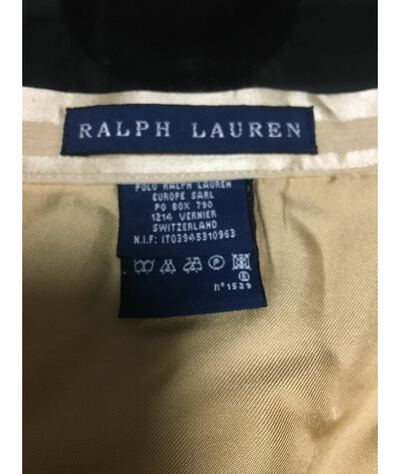 RALPH LAUREN
POLO RALPH LAUREN
EUROPE SARL
PO BOX 790
1214 VERNIER
SWITZERLAND
N.I.F: IT03945310963
P
n° 1539